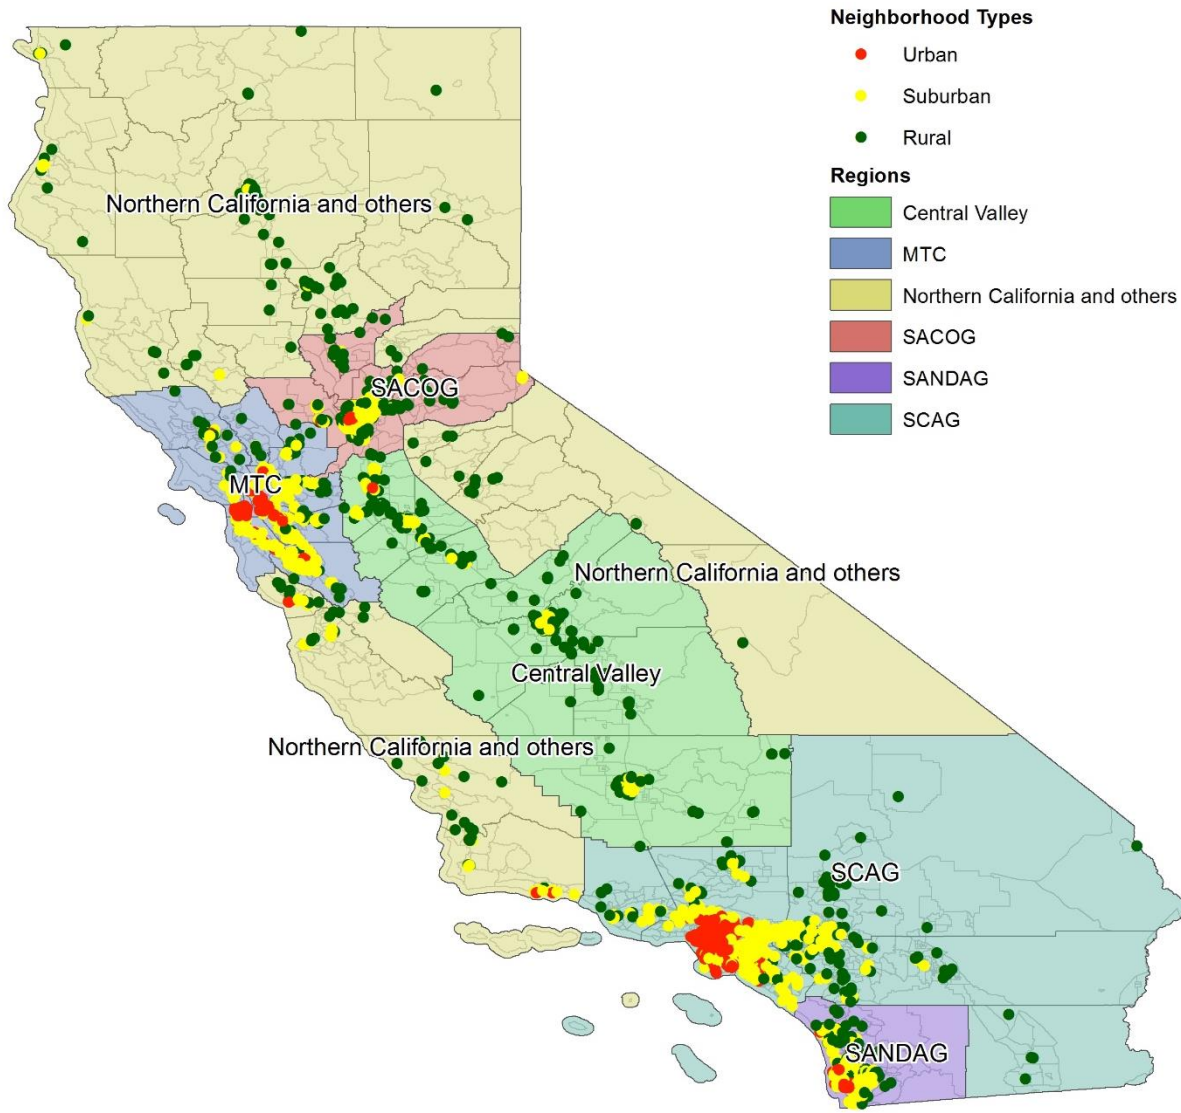 Neighborhood Types
Urban
Suburban
Rural
Regions
Central Valley
MTC
Northern California and others
SACOG
SANDAG
SCAG
Northern California and others
SACOG
MTC
Northern California and others
Central Valley
Northern California and others
SCAG
SANDAG